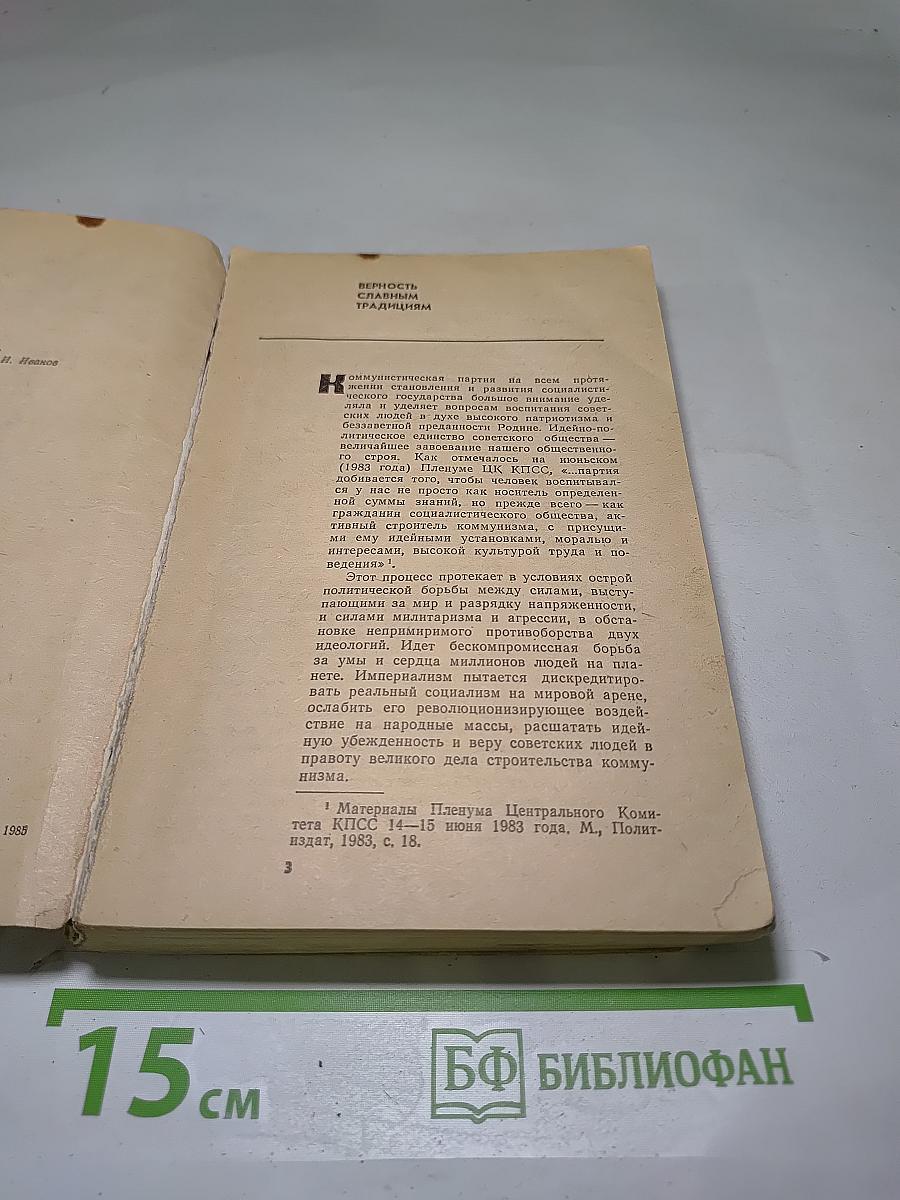 Н. Иванов
1985
ВЕРНОСТЬ
СЛАВНЫМ
ТРАДИЦИЯМ
Коммунистическая партия на всем протя-
жении становления и развития социалисти-
ческого государства большое внимание уде-
ляла и уделяет вопросам воспитания совет-
ских людей в духе высокого патриотизма и
беззаветной преданности Родине. Идейно-по-
литическое единство советского общества —
величайшее завоевание нашего общественно-
го строя. Как отмечалось на июньском
(1983 года) Пленуме ЦК КПСС, «...партия
добивается того, чтобы человек воспитывал-
ся у нас не просто как носитель определен-
ной суммы знаний, но прежде всего — как
гражданин социалистического общества, ак-
тивный строитель коммунизма, с присущи-
ми ему идейными установками, моралью и
интересами, высокой культурой труда и по-
ведения» ¹.
Этот процесс протекает в условиях острой
политической борьбы между силами, высту-
пающими за мир и разрядку напряженности,
и силами милитаризма и агрессии, в обста-
новке непримиримого противоборства двух
идеологий. Идет бескомпромиссная борьба
за умы и сердца миллионов людей на пла-
нете. Империализм пытается дискредитиро-
вать реальный социализм на мировой арене,
ослабить его революционизирующее воздей-
ствие на народные массы, расшатать идей-
ную убежденность и веру советских людей в
правоту великого дела строительства комму-
низма.
¹ Материалы Пленума Центрального Коми-
тета КПСС 14—15 июня 1983 года. М., Полит-
издат, 1983, с. 18.
3
15 см
БФ БИБЛИОФАН